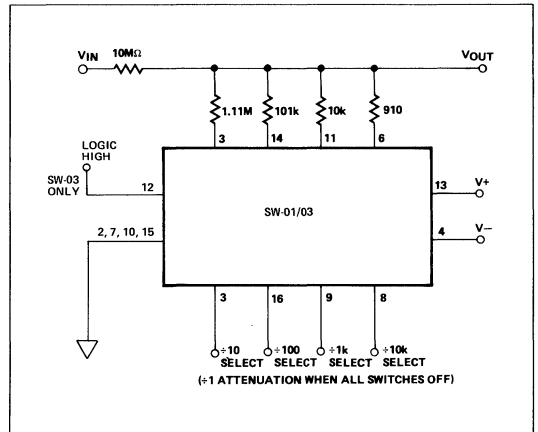 VIN 10MΩ VOUT
1.11M 101k 10k 910
3 14 11 6
LOGIC
HIGH
SW-03
ONLY
12
SW-01/03
13 V+
2, 7, 10, 15
4 V−
3 16 9 8
÷10 ÷100 ÷1k ÷10k
SELECT SELECT SELECT SELECT
(÷1 ATTENUATION WHEN ALL SWITCHES OFF)